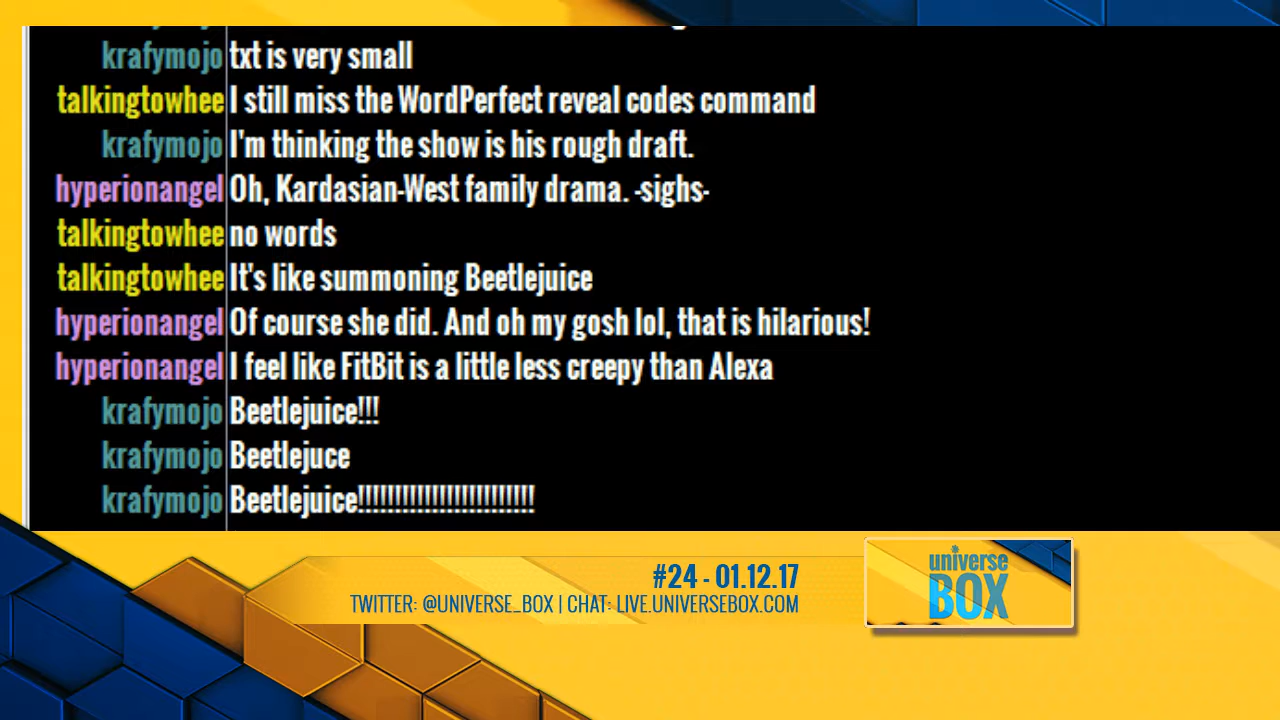 krafymojo txt is very small
talkingtowhee I still miss the WordPerfect reveal codes command
krafymojo I'm thinking the show is his rough draft.
hyperionangel Oh, Kardasian-West family drama. -sighs-
talkingtowhee no words
talkingtowhee It's like summoning Beetlejuice
hyperionangel Of course she did. And oh my gosh lol, that is hilarious!
hyperionangel I feel like FitBit is a little less creepy than Alexa
krafymojo Beetlejuice!!!
krafymojo Beetlejuce
krafymojo Beetlejuice!!!!!!!!!!!!!!!!!!!!!!!!
#24 - 01.12.17
TWITTER: @UNIVERSE_BOX | CHAT: LIVE.UNIVERSEBOX.COM
universe
BOX